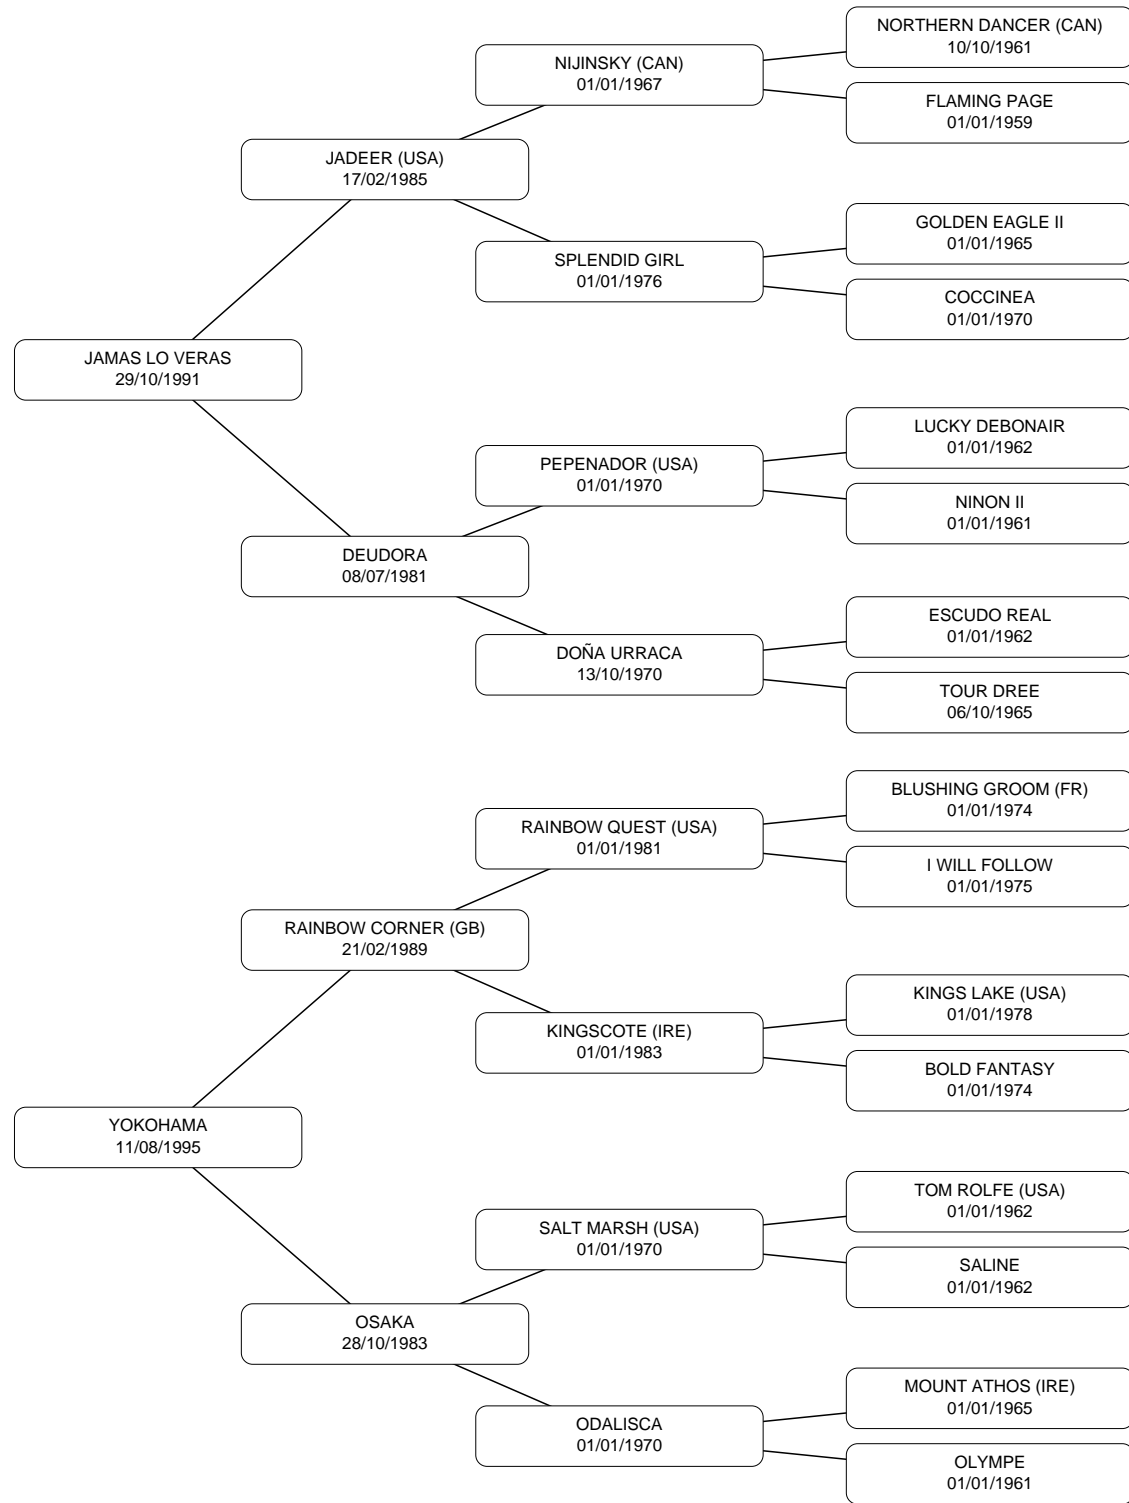 NORTHERN DANCER (CAN)
10/10/1961
NIJINSKY (CAN)
01/01/1967
FLAMING PAGE
01/01/1959
JADEER (USA)
17/02/1985
GOLDEN EAGLE II
01/01/1965
SPLENDID GIRL
01/01/1976
COCCINEA
01/01/1970
JAMAS LO VERAS
29/10/1991
LUCKY DEBONAIR
01/01/1962
PEPENADOR (USA)
01/01/1970
NINON II
01/01/1961
DEUDORA
08/07/1981
ESCUDO REAL
01/01/1962
DOÑA URRACA
13/10/1970
TOUR DREE
06/10/1965
BLUSHING GROOM (FR)
01/01/1974
RAINBOW QUEST (USA)
01/01/1981
I WILL FOLLOW
01/01/1975
RAINBOW CORNER (GB)
21/02/1989
KINGS LAKE (USA)
01/01/1978
KINGSCOTE (IRE)
01/01/1983
BOLD FANTASY
01/01/1974
YOKOHAMA
11/08/1995
TOM ROLFE (USA)
01/01/1962
SALT MARSH (USA)
01/01/1970
SALINE
01/01/1962
OSAKA
28/10/1983
MOUNT ATHOS (IRE)
01/01/1965
ODALISCA
01/01/1970
OLYMPE
01/01/1961